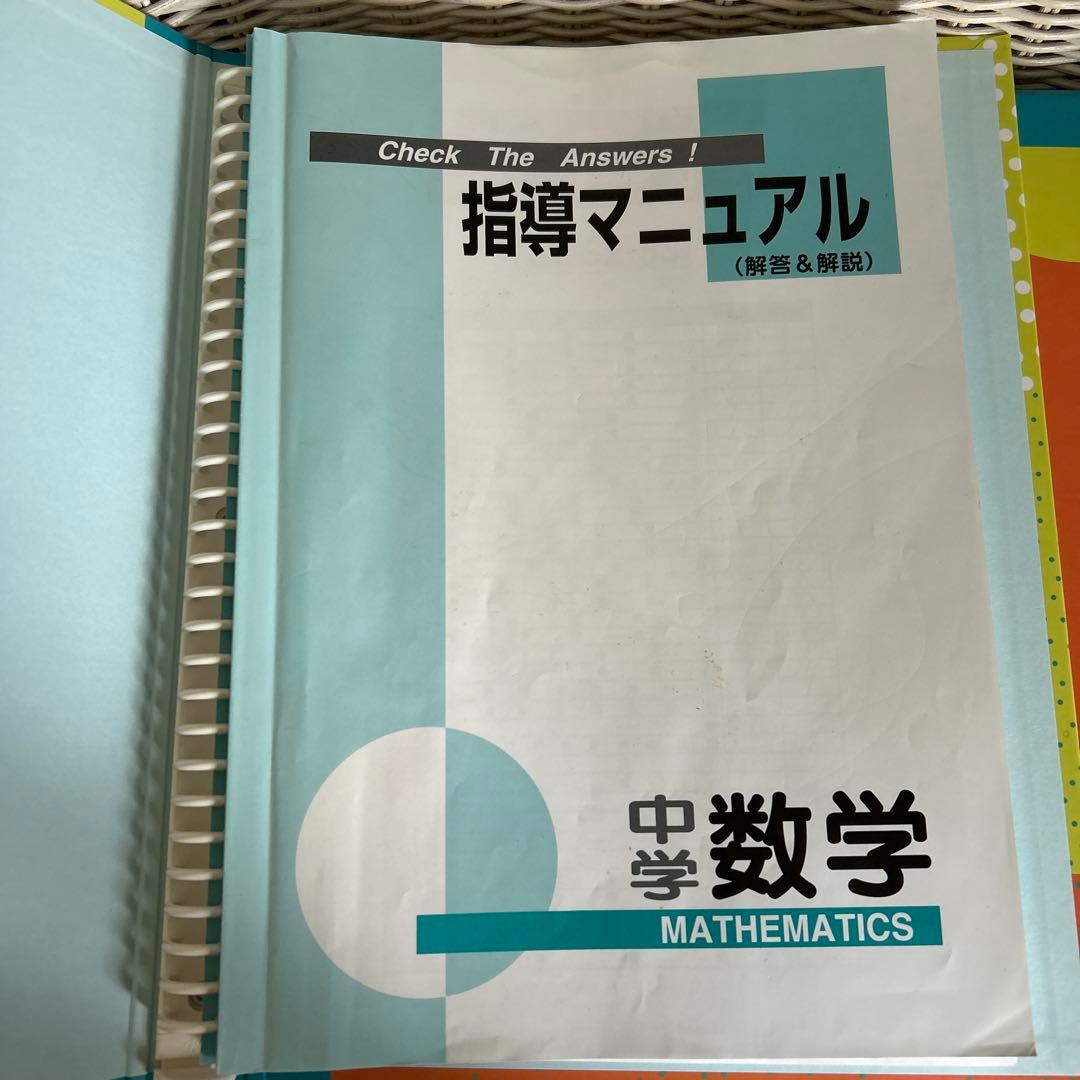 Check The Answers !
指導マニュアル
(解答&解説)
中学 数学
MATHEMATICS